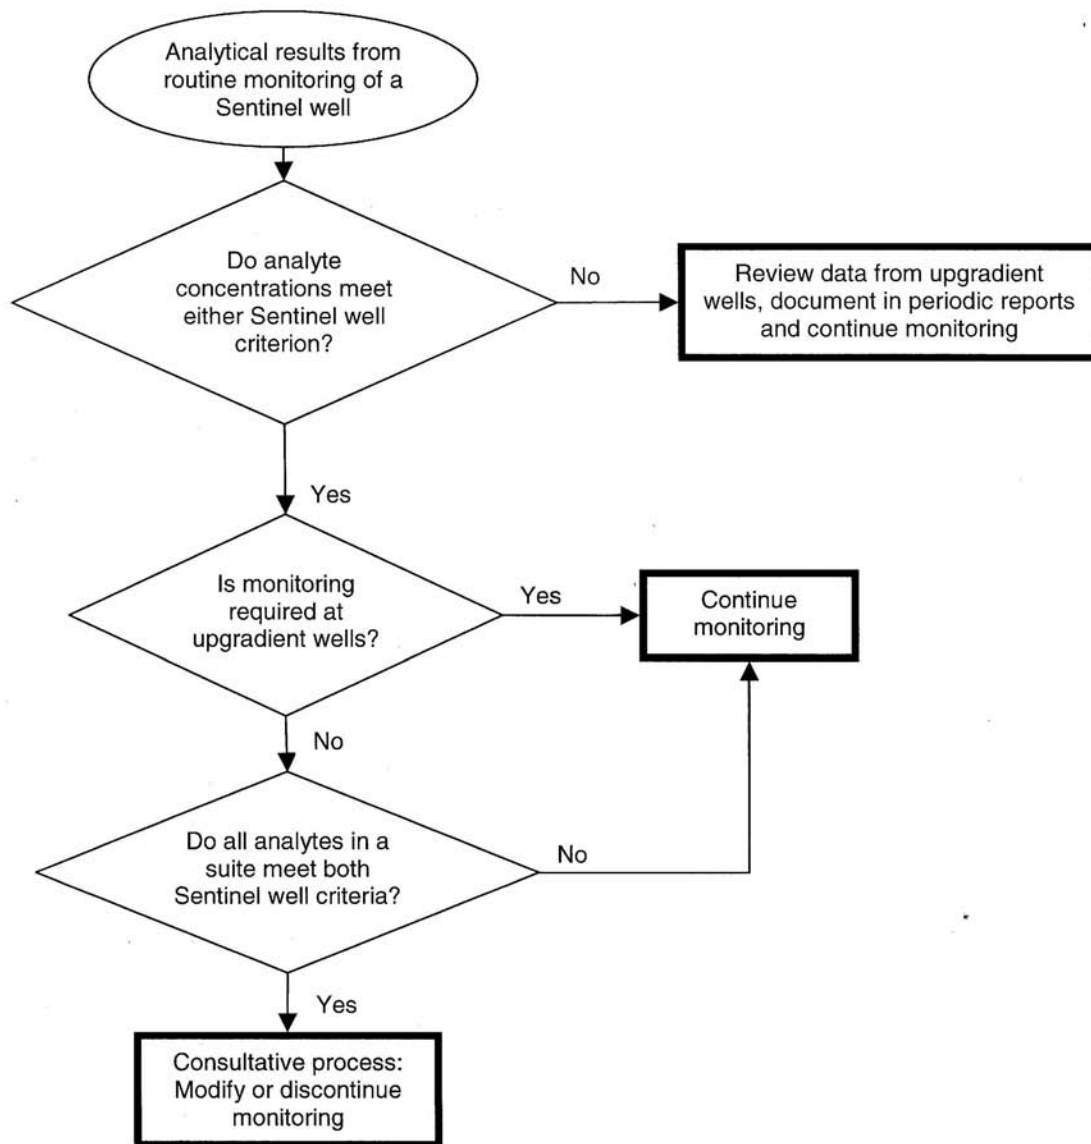 Analytical results from
routine monitoring of a
Sentinel well
Do analyte
concentrations meet
either Sentinel well
criterion?
No
Review data from upgradient
wells, document in periodic reports
and continue monitoring
Yes
Is monitoring
required at
upgradient wells?
Yes
Continue
monitoring
No
Do all analytes in a
suite meet both
Sentinel well criteria?
No
Yes
Consultative process:
Modify or discontinue
monitoring